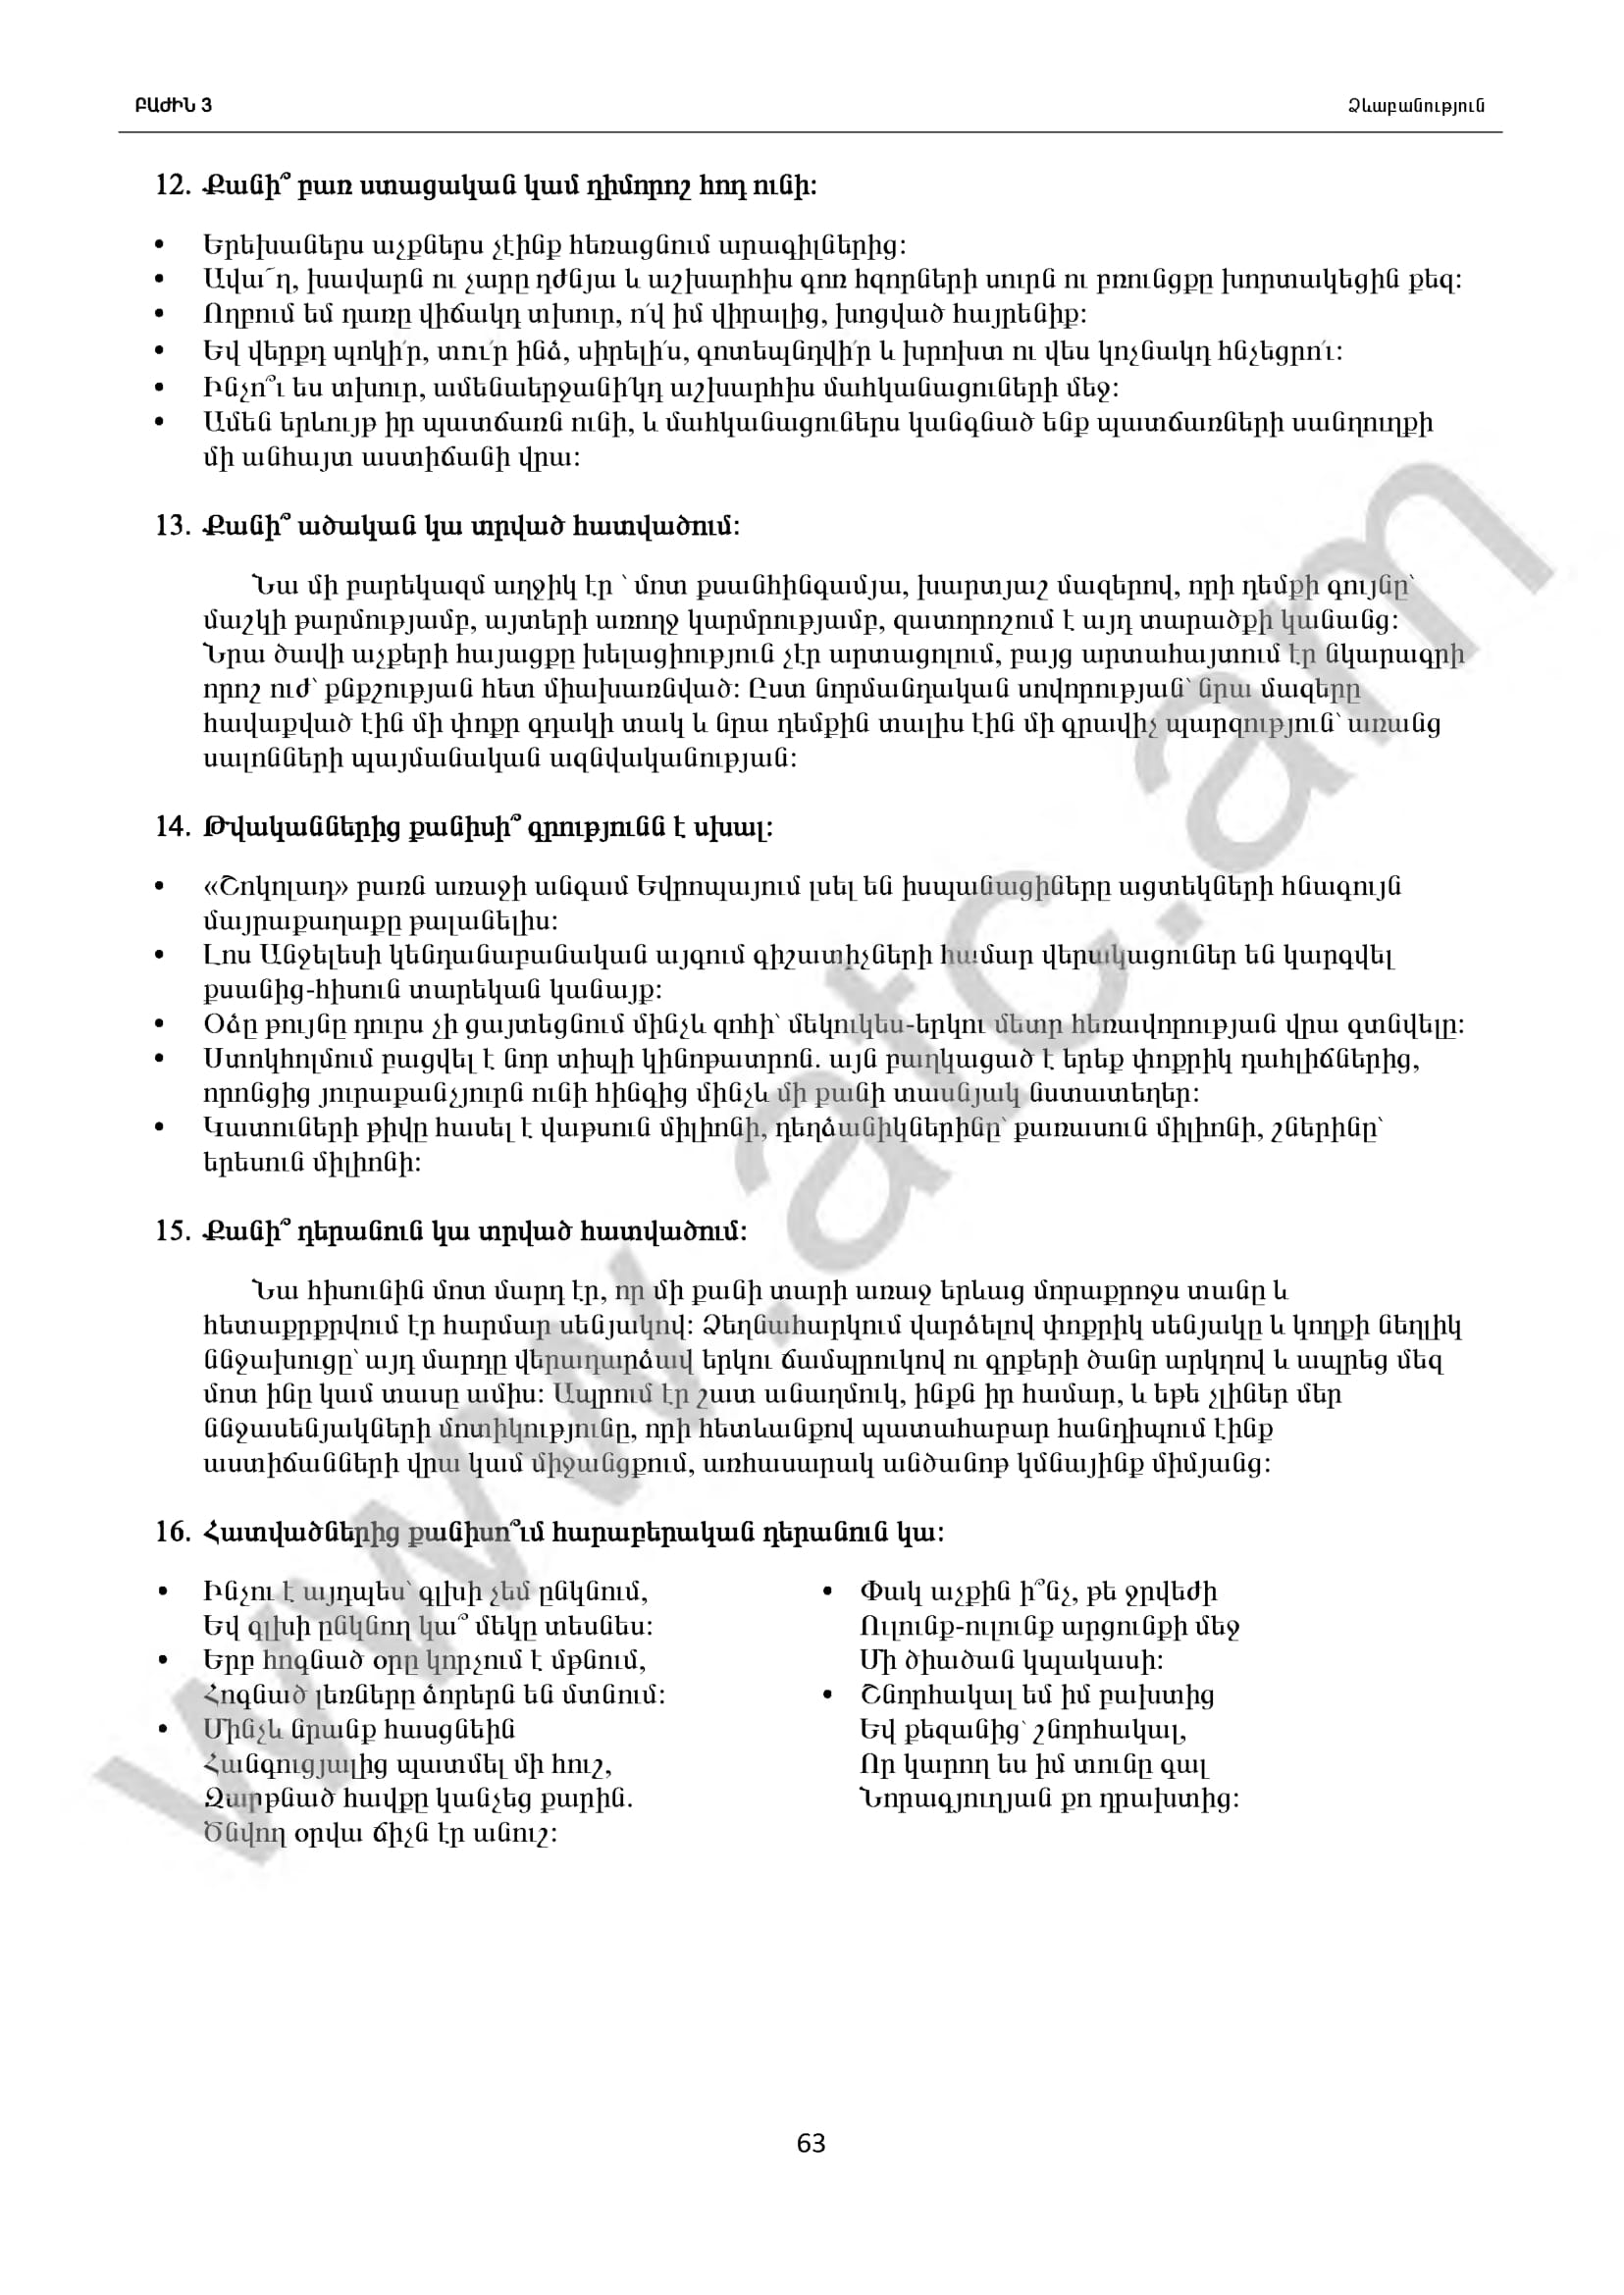 ԲԱԺԻՆ 3
Ձևաբանություն
12. Քանի՞ բառ ստացական կամ դիմորոշ հոդ ունի:
• Երեխաներս աչքներս չէինք հեռացնում արագիլներից:
• Ավա՜ղ, խավարն ու չարը դժնյա և աշխարհիս գոռ հզորների սուրն ու բռունցքը խորտակեցին քեզ:
• Ողբում եմ դառը վիճակդ տխուր, ո՛վ իմ վիրալից, խոցված հայրենիք:
• Եվ վերքդ պոկի՛ր, տու՛ր ինձ, սիրելի՛ս, գոտեպնդվի՛ր և խրոխտ ու վես կոչնակդ հնչեցրո՛ւ:
• Ինչո՞ւ ես տխուր, ամենաերջանի՛կդ աշխարհիս մահկանացուների մեջ:
• Ամեն երևույթ իր պատճառն ունի, և մահկանացուներս կանգնած ենք պատճառների սանդուղքի
մի անհայտ աստիճանի վրա:
13. Քանի՞ ածական կա տրված հատվածում:
Նա մի բարեկազմ աղջիկ էր ՝ մոտ քսանհինգամյա, խարտյաշ մազերով, որի դեմքի գույնը՝
մաշկի թարմությամբ, այտերի առողջ կարմրությամբ, զատորոշում է այդ տարածքի կանանց:
Նրա ծավի աչքերի հայացքը խելացիություն չէր արտացոլում, բայց արտահայտում էր նկարագրի
որոշ ուժ՝ քնքշության հետ միախառնված: Ըստ նորմանդական սովորության՝ նրա մազերը
հավաքված էին մի փոքր գդակի տակ և նրա դեմքին տալիս էին մի գրավիչ պարզություն՝ առանց
սալոնների պայմանական ազնվականության:
14. Թվականներից քանիսի՞ գրությունն է սխալ:
• «Շոկոլադ» բառն առաջի անգամ Եվրոպայում լսել են իսպանացիները ացտեկների հնագույն
մայրաքաղաքը թալանելիս:
• Լոս Անջելեսի կենդանաբանական այգում գիշատիչների համար վերակացուներ են կարգվել
քսանից-հիսուն տարեկան կանայք:
• Օձը թույնը դուրս չի ցայտեցնում մինչև զոհի՝ մեկուկես-երկու մետր հեռավորության վրա գտնվելը:
• Ստոկհոլմում բացվել է նոր տիպի կինոթատրոն. այն բաղկացած է երեք փոքրիկ դահլիճներից,
որոնցից յուրաքանչյուրն ունի հինգից մինչև մի քանի տասնյակ նստատեղեր:
• Կատուների թիվը հասել է վաթսուն միլիոնի, դեղձանիկներինը՝ քառասուն միլիոնի, շներինը՝
երեսուն միլիոնի:
15. Քանի՞ դերանուն կա տրված հատվածում:
Նա հիսունին մոտ մարդ էր, որ մի քանի տարի առաջ երևաց մորաքրոջս տանը և
հետաքրքրվում էր հարմար սենյակով: Ձեղնահարկում վարձելով փոքրիկ սենյակը և կողքի նեղլիկ
ննջախուցը՝ այդ մարդը վերադարձավ երկու ճամպրուկով ու գրքերի ծանր արկղով և ապրեց մեզ
մոտ ինը կամ տասը ամիս: Ապրում էր շատ անաղմուկ, ինքն իր համար, և եթե չլիներ մեր
ննջասենյակների մոտիկությունը, որի հետևանքով պատահաբար հանդիպում էինք
աստիճանների վրա կամ միջանցքում, առհասարակ անծանոթ կմնայինք միմյանց:
16. Հատվածներից քանիսո՞ւմ հարաբերական դերանուն կա:
• Ինչու է այդպես՝ գլխի չեմ ընկնում,
Եվ գլխի ընկնող կա՞ մեկը տեսնես:
• Երբ հոգնած օրը կորչում է մթնում,
Հոգնած լեռները ձորերն են մտնում:
• Մինչև նրանք հասցնեին
Հանգուցյալից պատմել մի հուշ,
Զարթնած հավքը կանչեց քարին.
Ծնվող օրվա ճիչն էր անուշ:
• Փակ աչքին ի՞նչ, թե ջրվեժի
Ուլունք-ուլունք արցունքի մեջ
Մի ծիածան կպակասի:
• Շնորհակալ եմ իմ բախտից
Եվ քեզանից՝ շնորհակալ,
Որ կարող ես իմ տունը գալ
Նորագյուղյան քո դրախտից:
63
www.atc.am